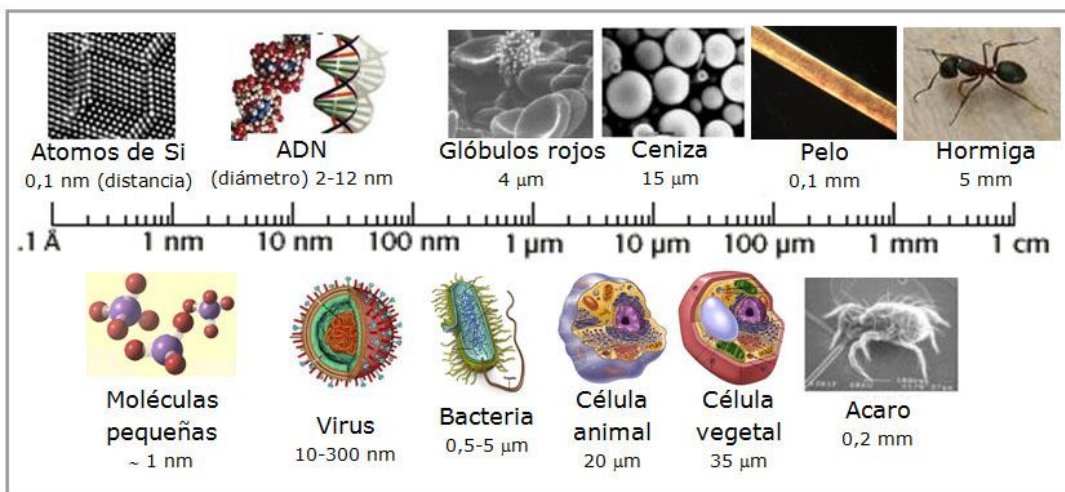 Atomos de Si
0,1 nm (distancia)
ADN
(diámetro) 2-12 nm
Glóbulos rojos
4 μm
Ceniza
15 μm
Pelo
0,1 mm
Hormiga
5 mm
.1 Å 1 nm 10 nm 100 nm 1 μm 10 μm 100 μm 1 mm 1 cm
Moléculas
pequeñas
~ 1 nm
Virus
10-300 nm
Bacteria
0,5-5 μm
Célula
animal
20 μm
Célula
vegetal
35 μm
Acaro
0,2 mm